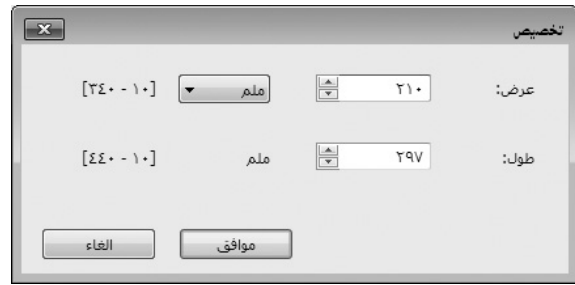 تخصيص
عرض: ٢١٠ ملم [١٠ - ٣٤٠]
طول: ٢٩٧ ملم [١٠ - ٤٤٠]
موافق الغاء